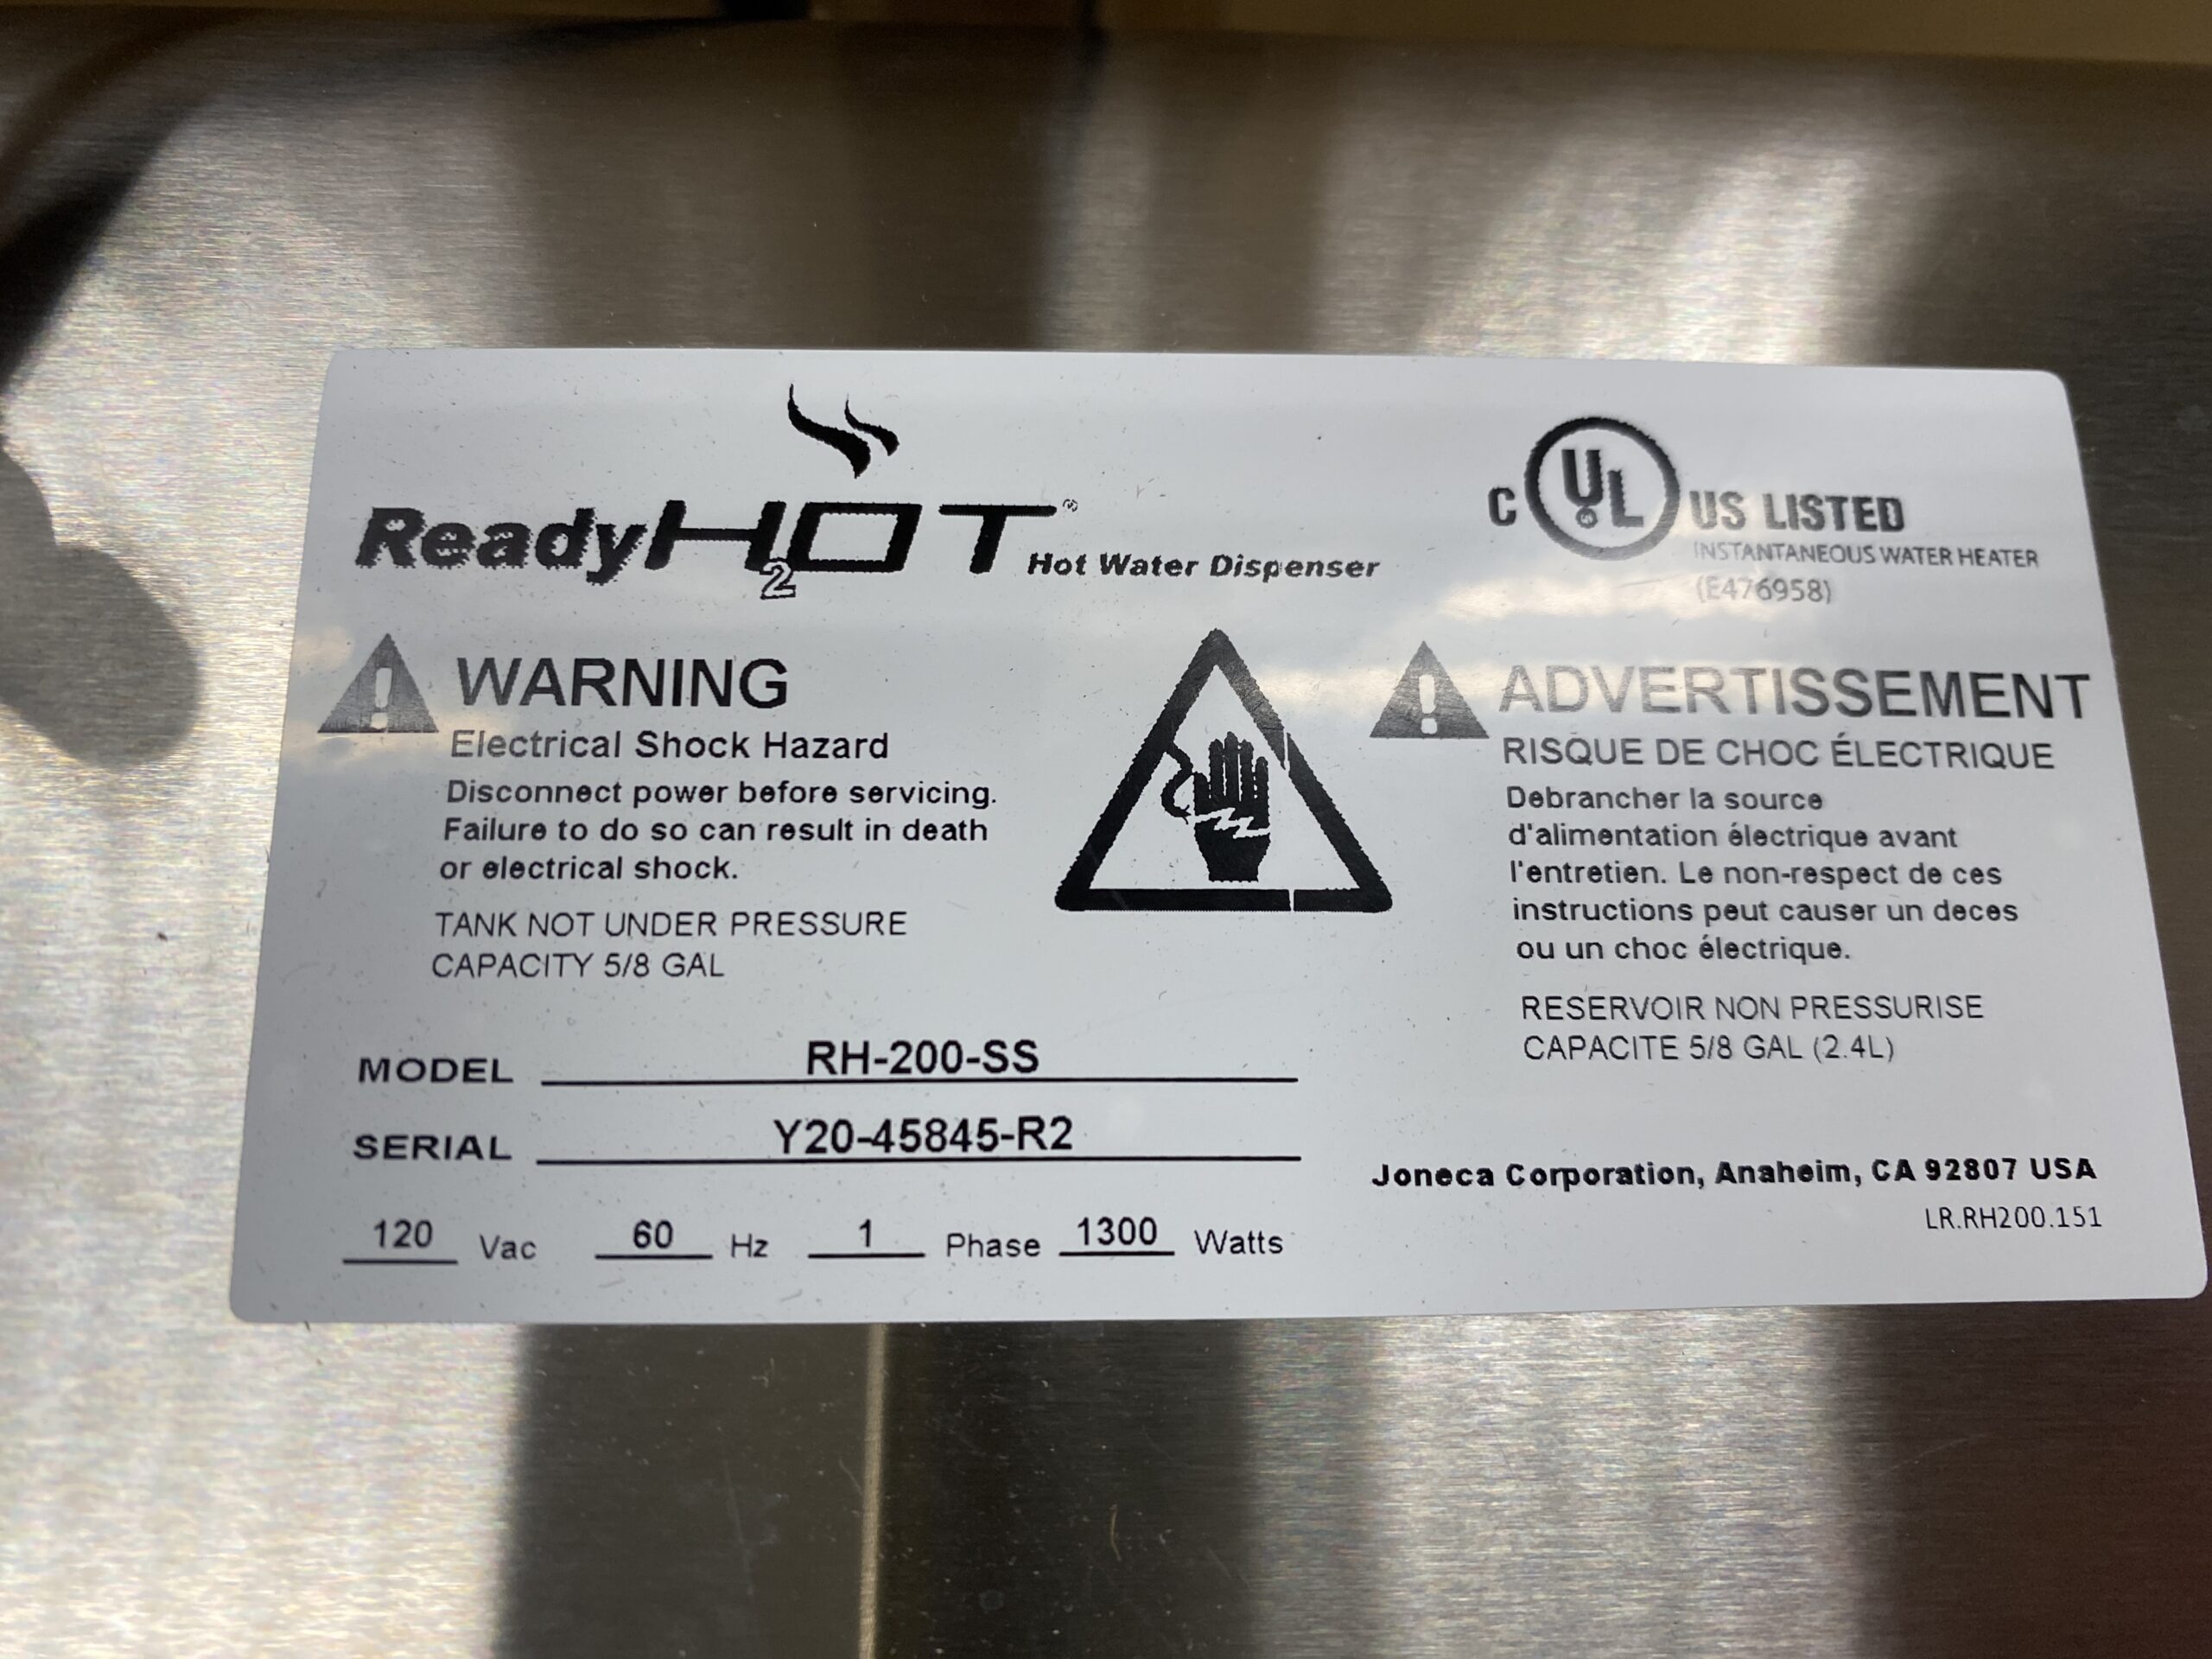 ReadyH2OT® Hot Water Dispenser
C UL US LISTED
INSTANTANEOUS WATER HEATER
(E476958)
WARNING
Electrical Shock Hazard
Disconnect power before servicing.
Failure to do so can result in death
or electrical shock.
TANK NOT UNDER PRESSURE
CAPACITY 5/8 GAL
ADVERTISSEMENT
RISQUE DE CHOC ÉLECTRIQUE
Debrancher la source
d'alimentation électrique avant
l'entretien. Le non-respect de ces
instructions peut causer un deces
ou un choc électrique.
RESERVOIR NON PRESSURISE
CAPACITE 5/8 GAL (2.4L)
MODEL RH-200-SS
SERIAL Y20-45845-R2
120 Vac 60 Hz 1 Phase 1300 Watts
Joneca Corporation, Anaheim, CA 92807 USA
LR.RH200.151